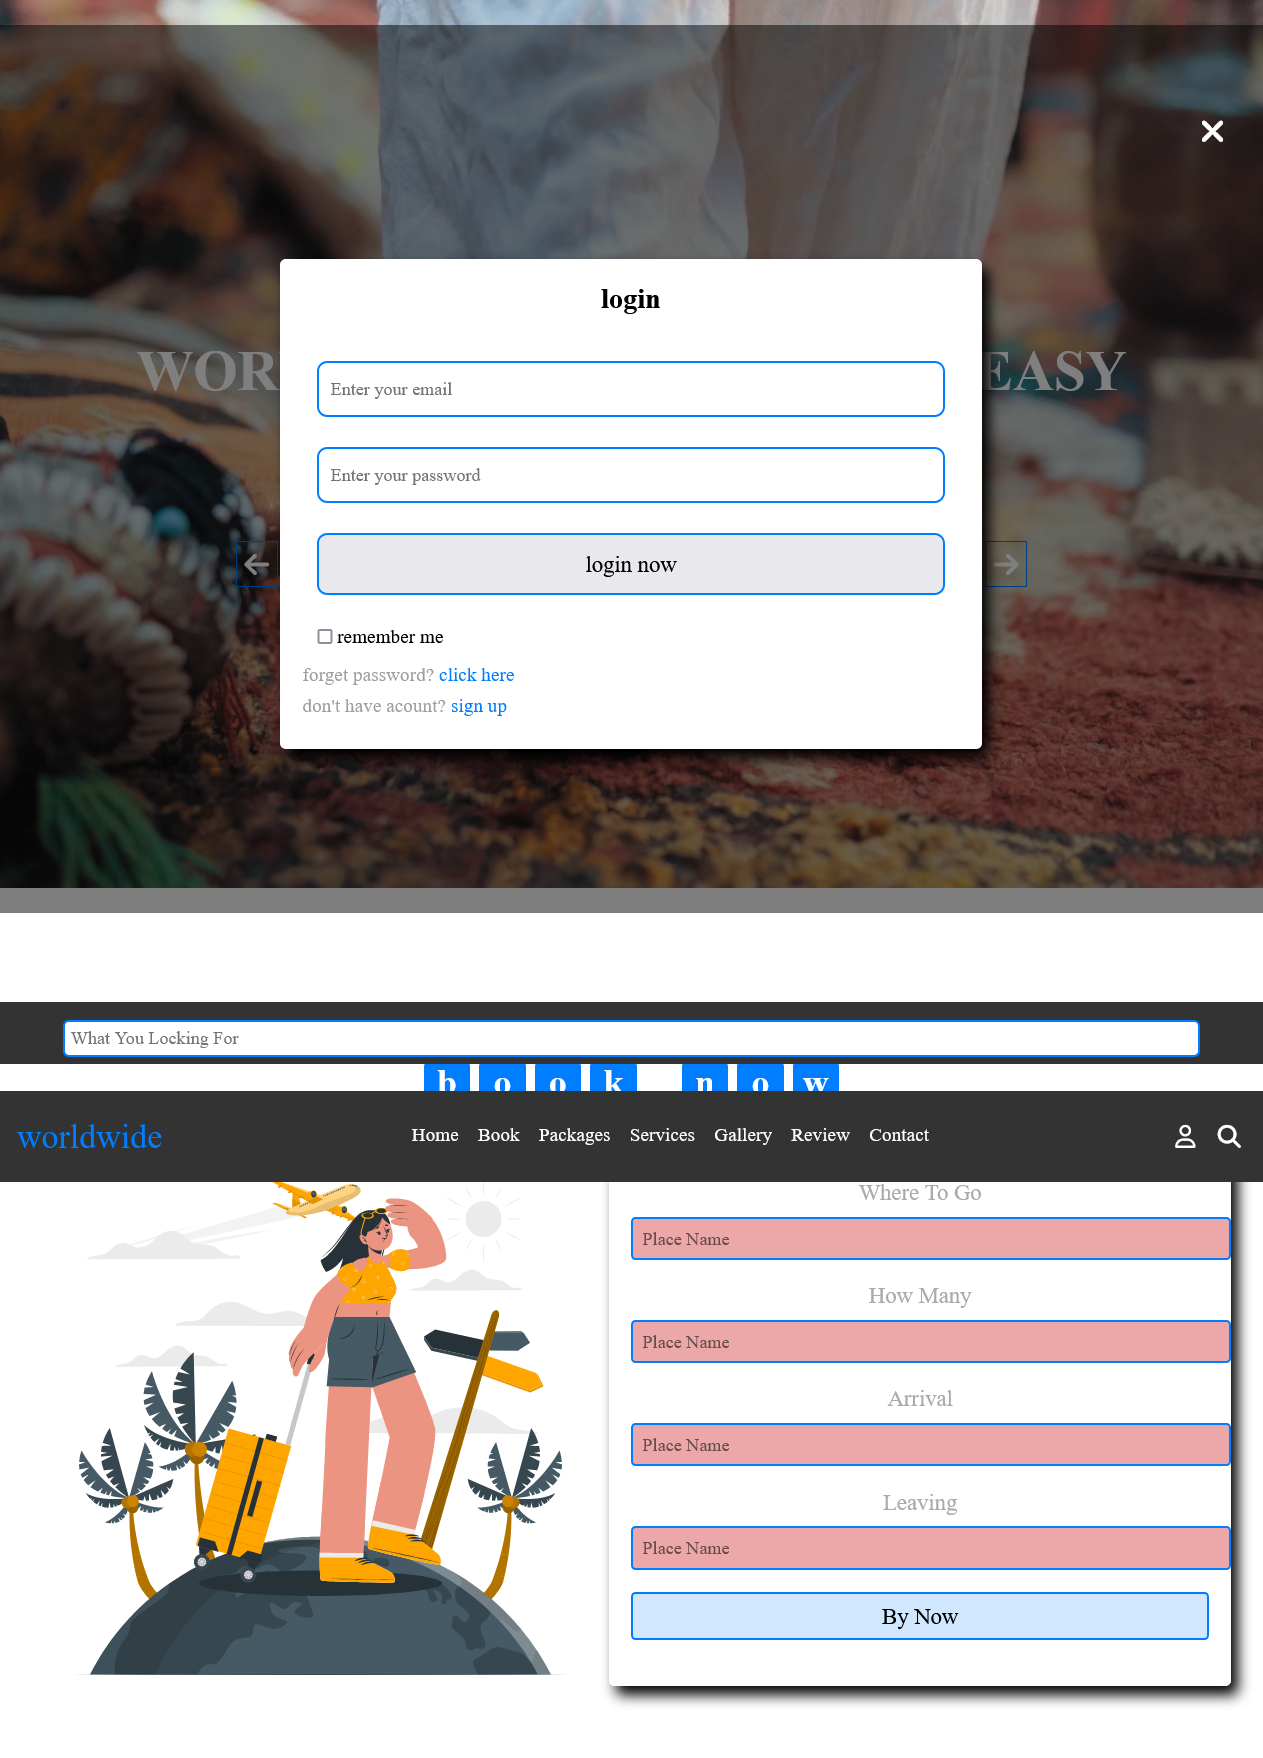 login
WOR EASY
Enter your email
Enter your password
login now
remember me
forget password? click here
don't have acount? sign up
What You Locking For
book now
worldwide Home Book Packages Services Gallery Review Contact
Where To Go
Place Name
How Many
Place Name
Arrival
Place Name
Leaving
Place Name
By Now